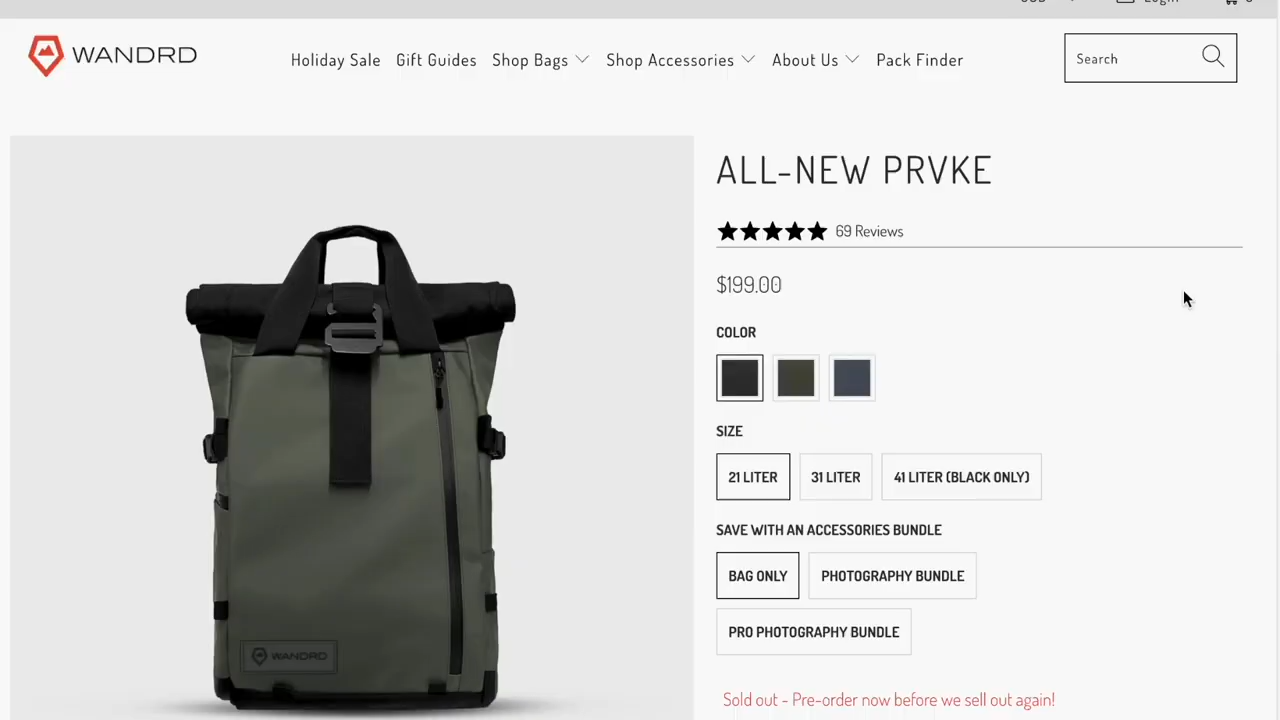 WANDRD
Holiday Sale Gift Guides Shop Bags Shop Accessories About Us Pack Finder
Search
ALL-NEW PRVKE
69 Reviews
$199.00
COLOR
SIZE
21 LITER 31 LITER 41 LITER (BLACK ONLY)
SAVE WITH AN ACCESSORIES BUNDLE
BAG ONLY PHOTOGRAPHY BUNDLE
PRO PHOTOGRAPHY BUNDLE
WANDRD
Sold out - Pre-order now before we sell out again!